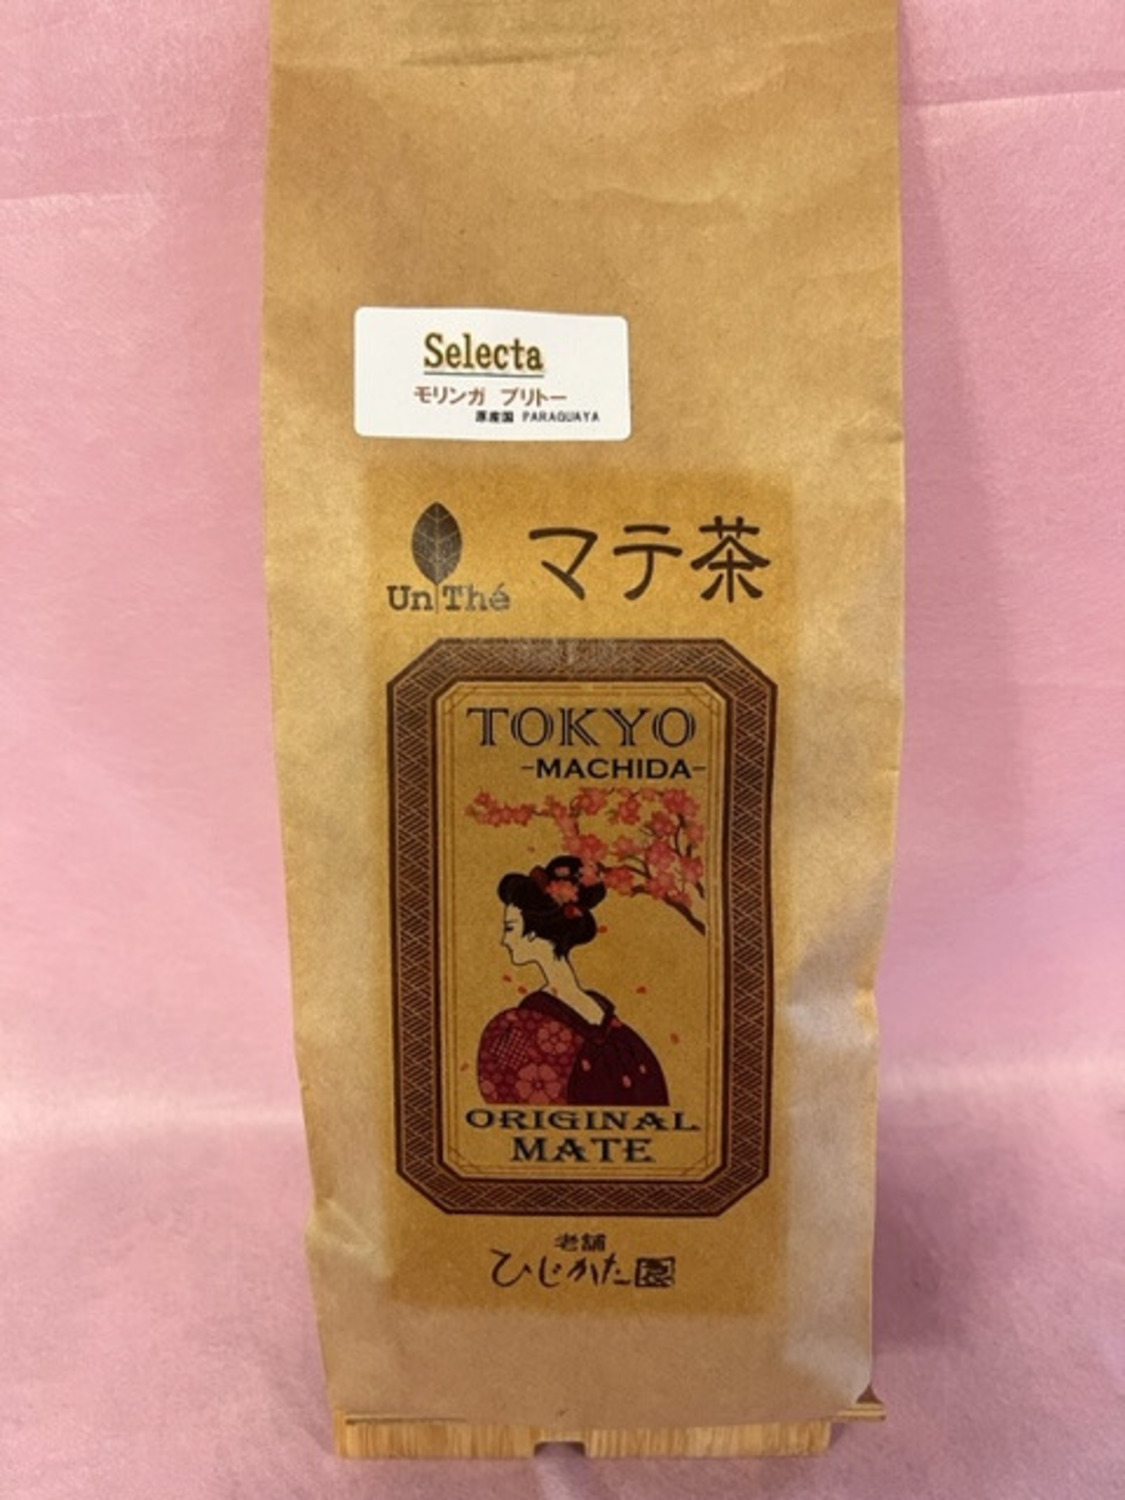 Selecta
モリンガ ブリトー
原産国 PARAGUAYA
Un Thé マテ茶
TOKYO
-MACHIDA-
ORIGINAL
MATE
老舗
ひじかた園